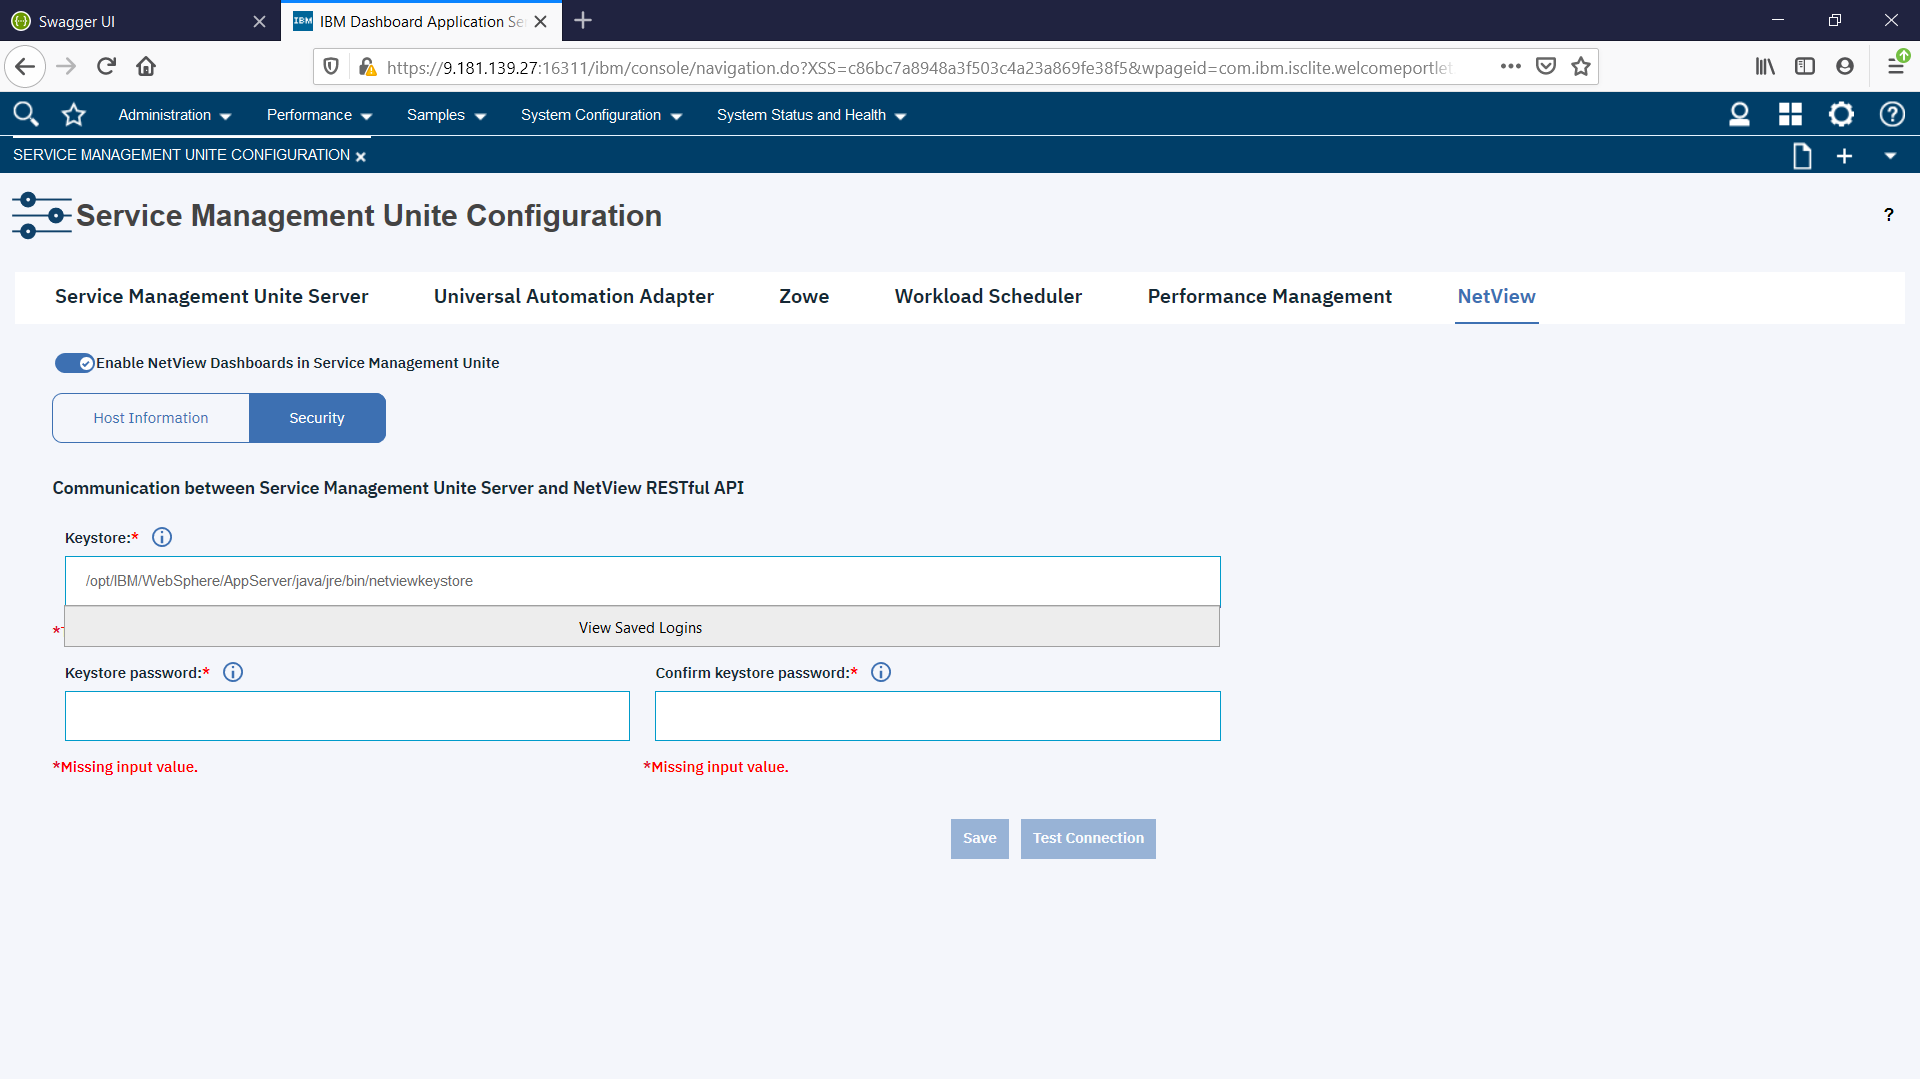 Swagger UI
IBM IBM Dashboard Application Se
https://9.181.139.27:16311/ibm/console/navigation.do?XSS=c86bc7a8948a3f503c4a23a869fe38f5&wpageid=com.ibm.isclite.welcomeportlet
Administration Performance Samples System Configuration System Status and Health
SERVICE MANAGEMENT UNITE CONFIGURATION
Service Management Unite Configuration ?
Service Management Unite Server Universal Automation Adapter Zowe Workload Scheduler Performance Management NetView
Enable NetView Dashboards in Service Management Unite
Host Information Security
Communication between Service Management Unite Server and NetView RESTful API
Keystore:*
/opt/IBM/WebSphere/AppServer/java/jre/bin/netviewkeystore
*
View Saved Logins
Keystore password:* Confirm keystore password:*
*Missing input value. *Missing input value.
Save Test Connection